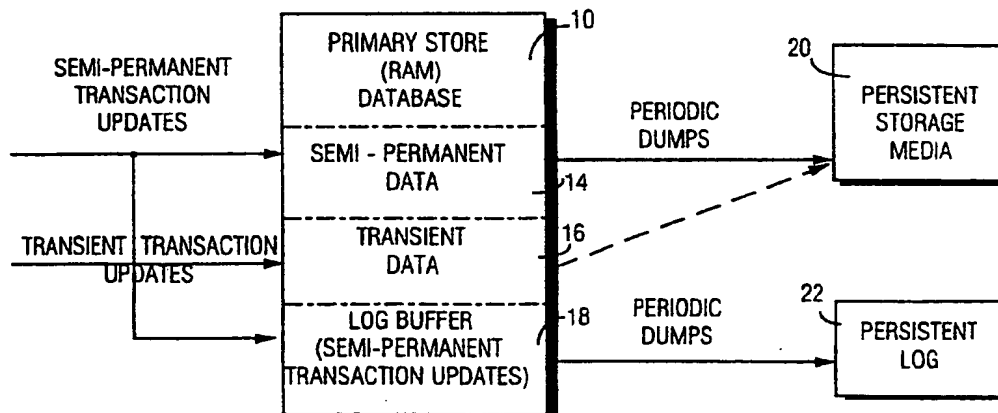 SEMI-PERMANENT
TRANSACTION
UPDATES
TRANSIENT TRANSACTION
UPDATES
PRIMARY STORE
(RAM)
DATABASE
10
SEMI - PERMANENT
DATA
14
TRANSIENT
DATA
16
LOG BUFFER
(SEMI-PERMANENT
TRANSACTION UPDATES)
18
PERIODIC
DUMPS
PERIODIC
DUMPS
20
PERSISTENT
STORAGE
MEDIA
22
PERSISTENT
LOG